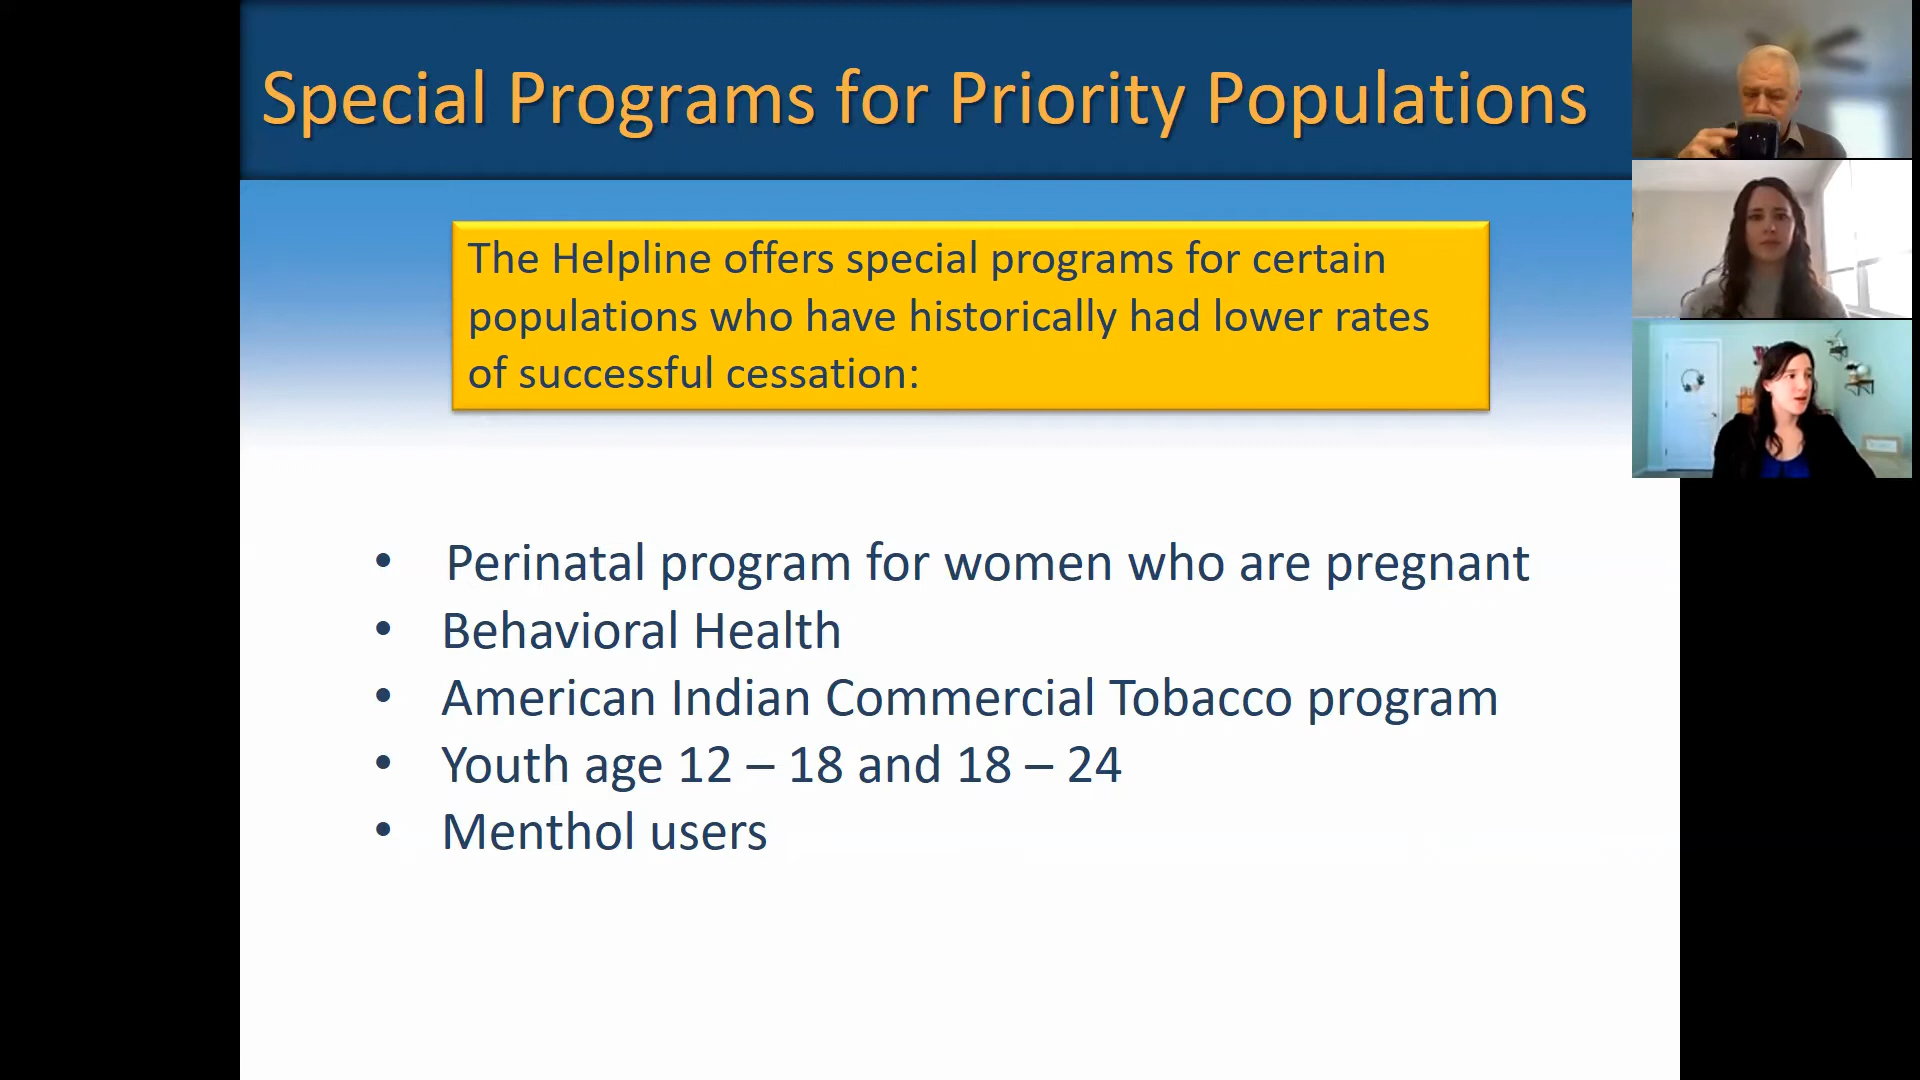 Special Programs for Priority Populations
The Helpline offers special programs for certain
populations who have historically had lower rates
of successful cessation:
• Perinatal program for women who are pregnant
• Behavioral Health
• American Indian Commercial Tobacco program
• Youth age 12 – 18 and 18 – 24
• Menthol users